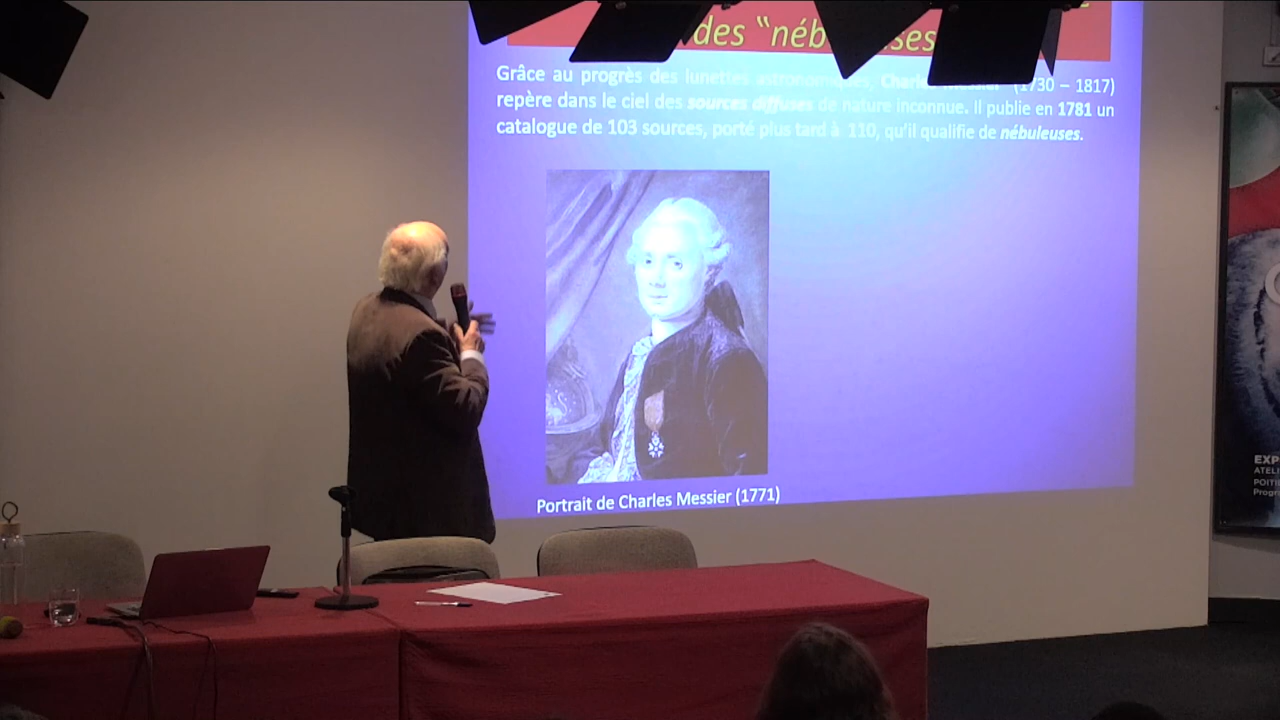 des "néb
Grâce au progrès des lunettes astronomiques, Charles Messier (1730 – 1817)
repère dans le ciel des sources diffuses de nature inconnue. Il publie en 1781 un
catalogue de 103 sources, porté plus tard à 110, qu'il qualifie de nébuleuses.
Portrait de Charles Messier (1771)
EXP
ATELI
POITIE
Progr